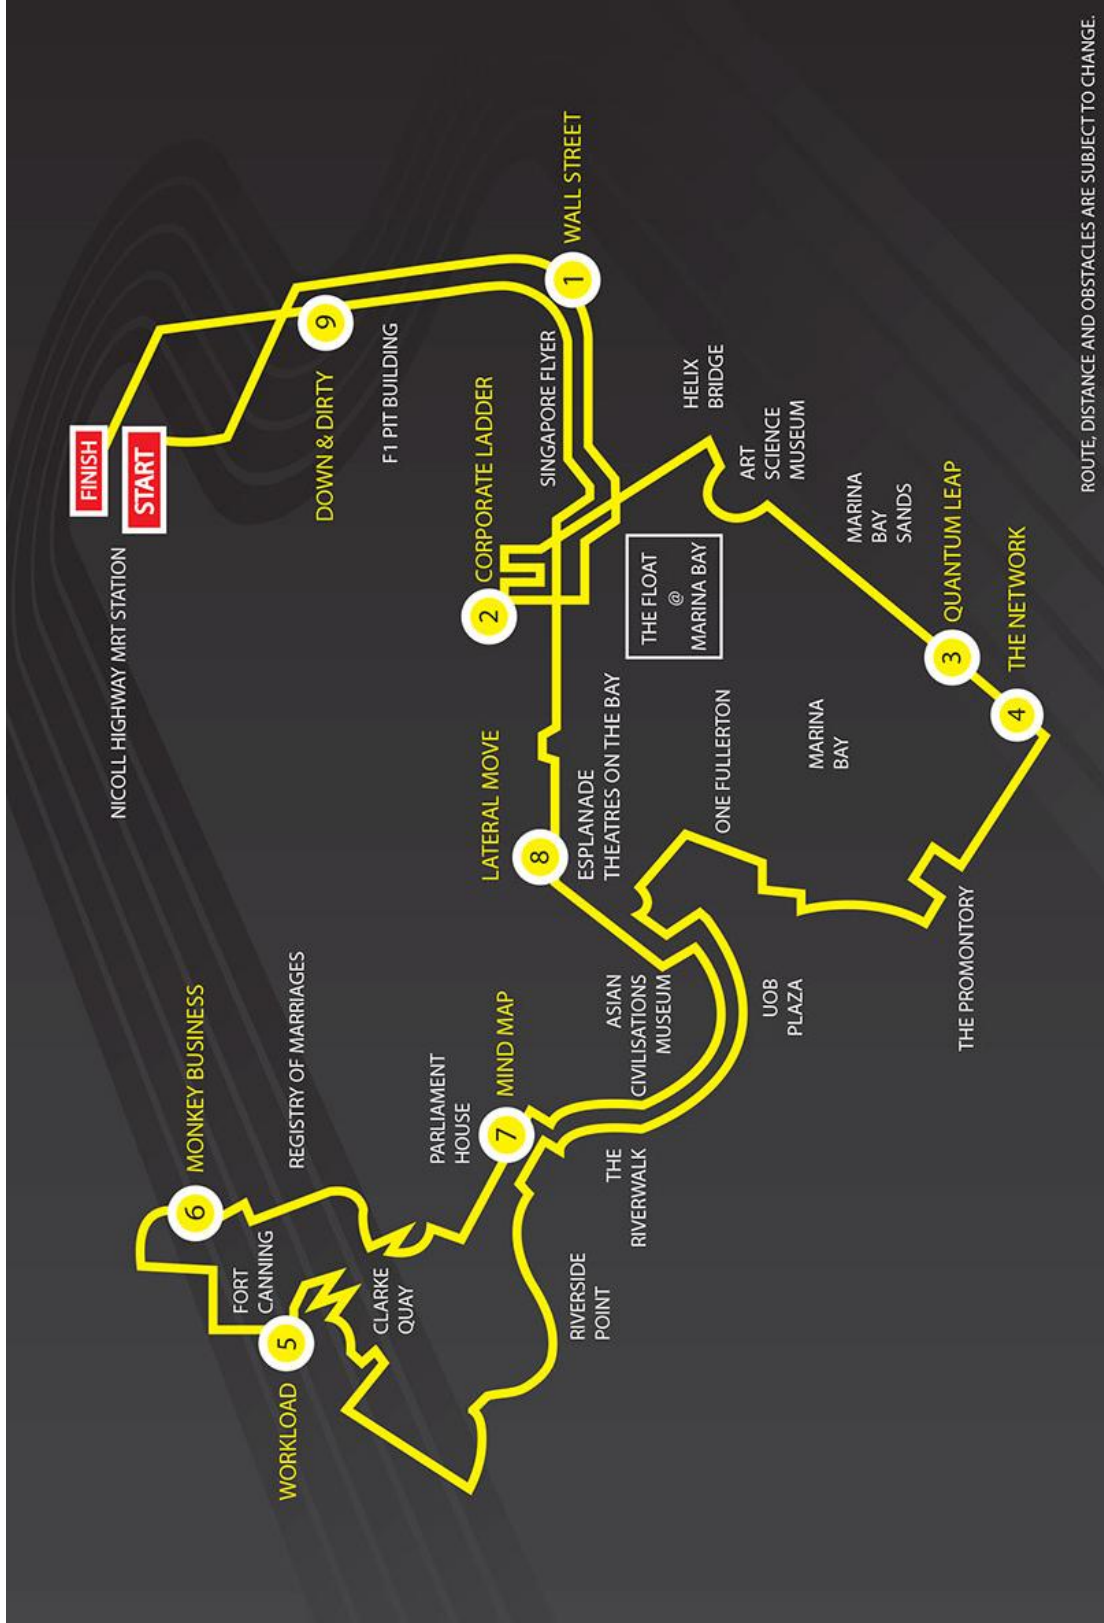 FINISH
START
NICOLL HIGHWAY MRT STATION
9
DOWN & DIRTY
F1 PIT BUILDING
1
WALL STREET
2
CORPORATE LADDER
SINGAPORE FLYER
HELIX
BRIDGE
ART
SCIENCE
MUSEUM
THE FLOAT
@
MARINA BAY
MARINA
BAY
SANDS
3
QUANTUM LEAP
4
THE NETWORK
MARINA
BAY
ONE FULLERTON
THE PROMONTORY
LATERAL MOVE
8
ESPLANADE
THEATRES ON THE BAY
ASIAN
CIVILISATIONS
MUSEUM
UOB
PLAZA
7
MIND MAP
PARLIAMENT
HOUSE
THE
RIVERWALK
RIVERSIDE
POINT
6
MONKEY BUSINESS
REGISTRY OF MARRIAGES
FORT
CANNING
CLARKE
QUAY
5
WORKLOAD
ROUTE, DISTANCE AND OBSTACLES ARE SUBJECT TO CHANGE.